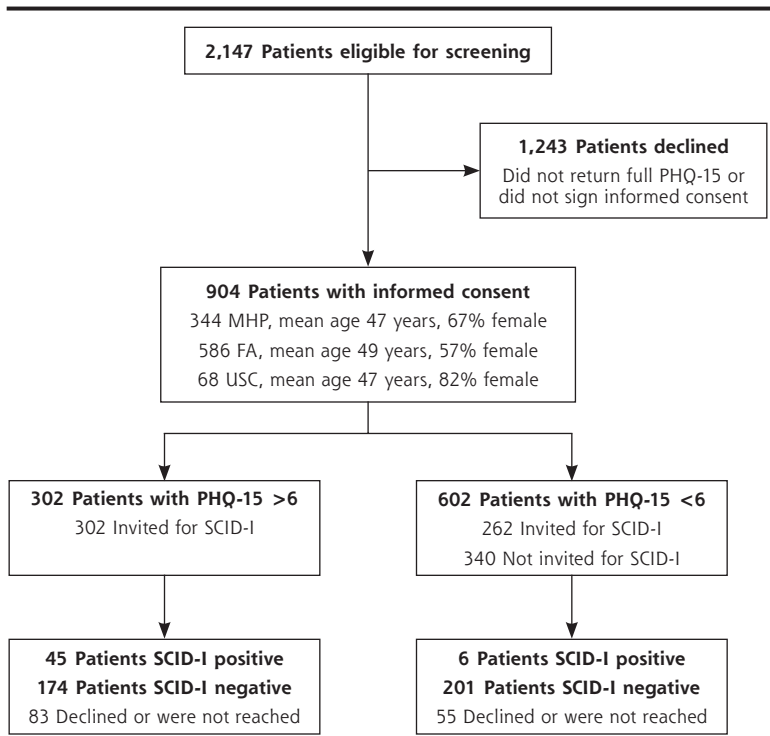 2,147 Patients eligible for screening
1,243 Patients declined
Did not return full PHQ-15 or
did not sign informed consent
904 Patients with informed consent
344 MHP, mean age 47 years, 67% female
586 FA, mean age 49 years, 57% female
68 USC, mean age 47 years, 82% female
302 Patients with PHQ-15 >6
302 Invited for SCID-I
602 Patients with PHQ-15 <6
262 Invited for SCID-I
340 Not invited for SCID-I
45 Patients SCID-I positive
174 Patients SCID-I negative
83 Declined or were not reached
6 Patients SCID-I positive
201 Patients SCID-I negative
55 Declined or were not reached